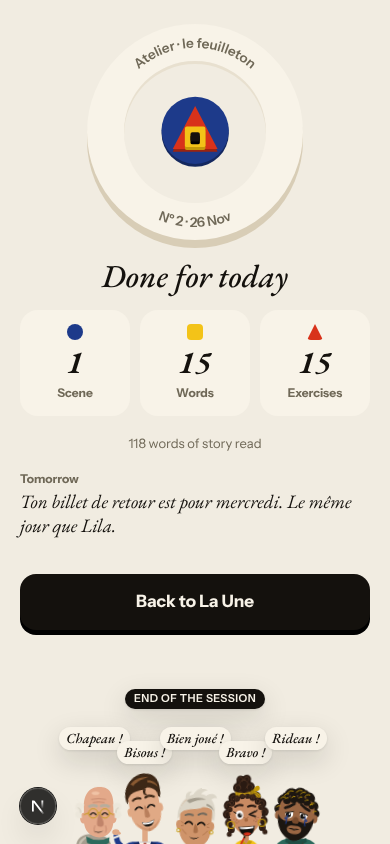 Atelier · le feuilleton
N° 2 · 26 Nov
Done for today
1
Scene
15
Words
15
Exercises
118 words of story read
Tomorrow
Ton billet de retour est pour mercredi. Le même
jour que Lila.
Back to La Une
END OF THE SESSION
Chapeau !
Bisous !
Bien joué !
Bravo !
Rideau !
N